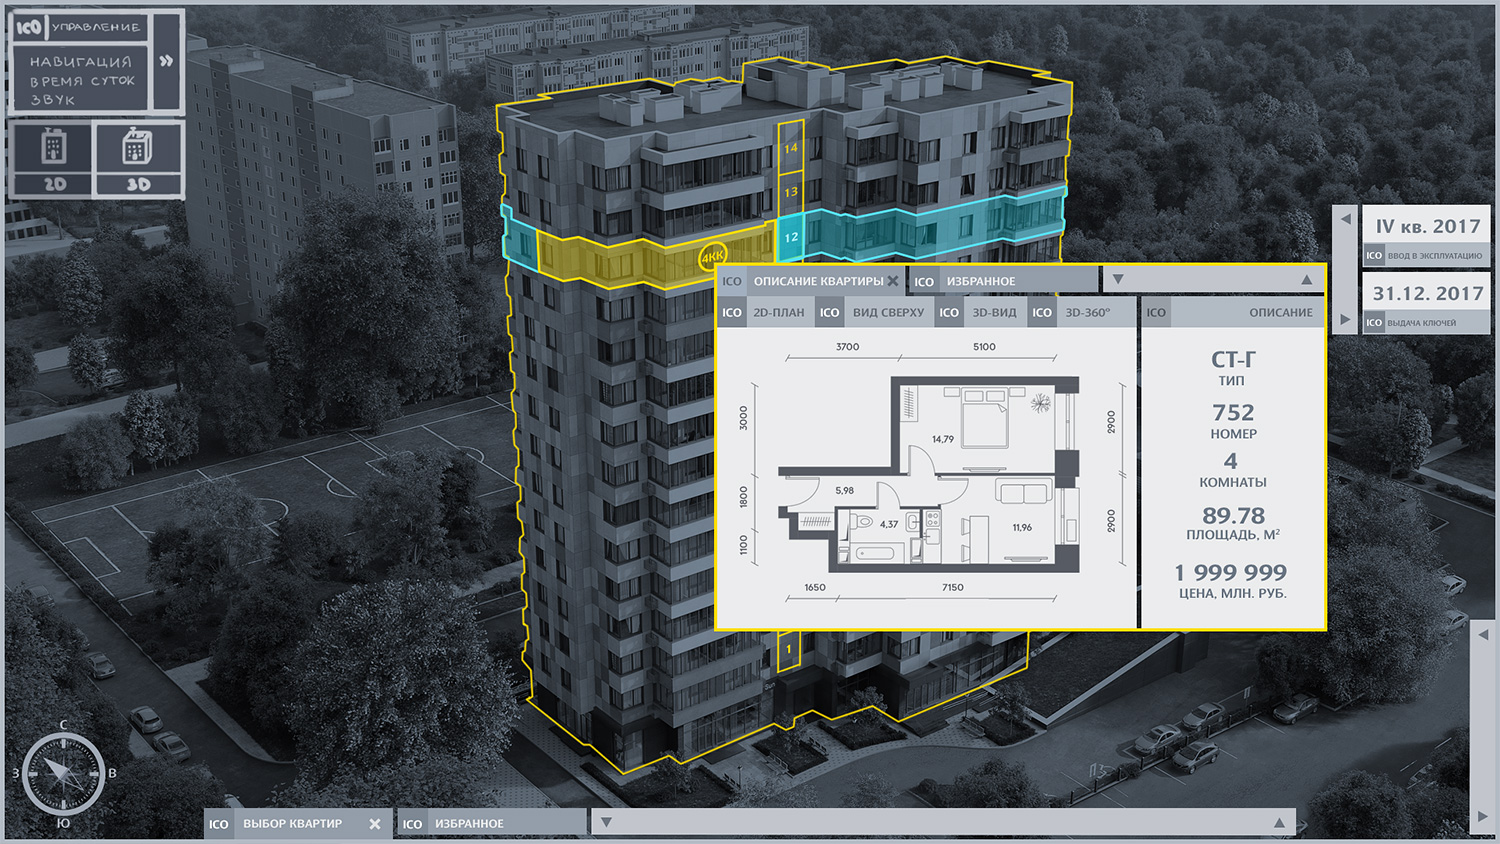 ICO УПРАВЛЕНИЕ
НАВИГАЦИЯ
ВРЕМЯ СУТОК
ЗВУК
»
2D 3D
14
13
12
4КК
1
ICO ОПИСАНИЕ КВАРТИРЫ ICO ИЗБРАННОЕ
ICO 2D-ПЛАН ICO ВИД СВЕРХУ ICO 3D-ВИД ICO 3D-360° ICO ОПИСАНИЕ
3700 5100
3000
1800
1100
2900
2900
14,79
5,98
4,37
11,96
1650 7150
СТ-Г
ТИП
752
НОМЕР
4
КОМНАТЫ
89.78
ПЛОЩАДЬ, М²
1 999 999
ЦЕНА, МЛН. РУБ.
IV кв. 2017
ICO ВВОД В ЭКСПЛУАТАЦИЮ
31.12. 2017
ICO ВЫДАЧА КЛЮЧЕЙ
С
З В
Ю
ICO ВЫБОР КВАРТИР ICO ИЗБРАННОЕ